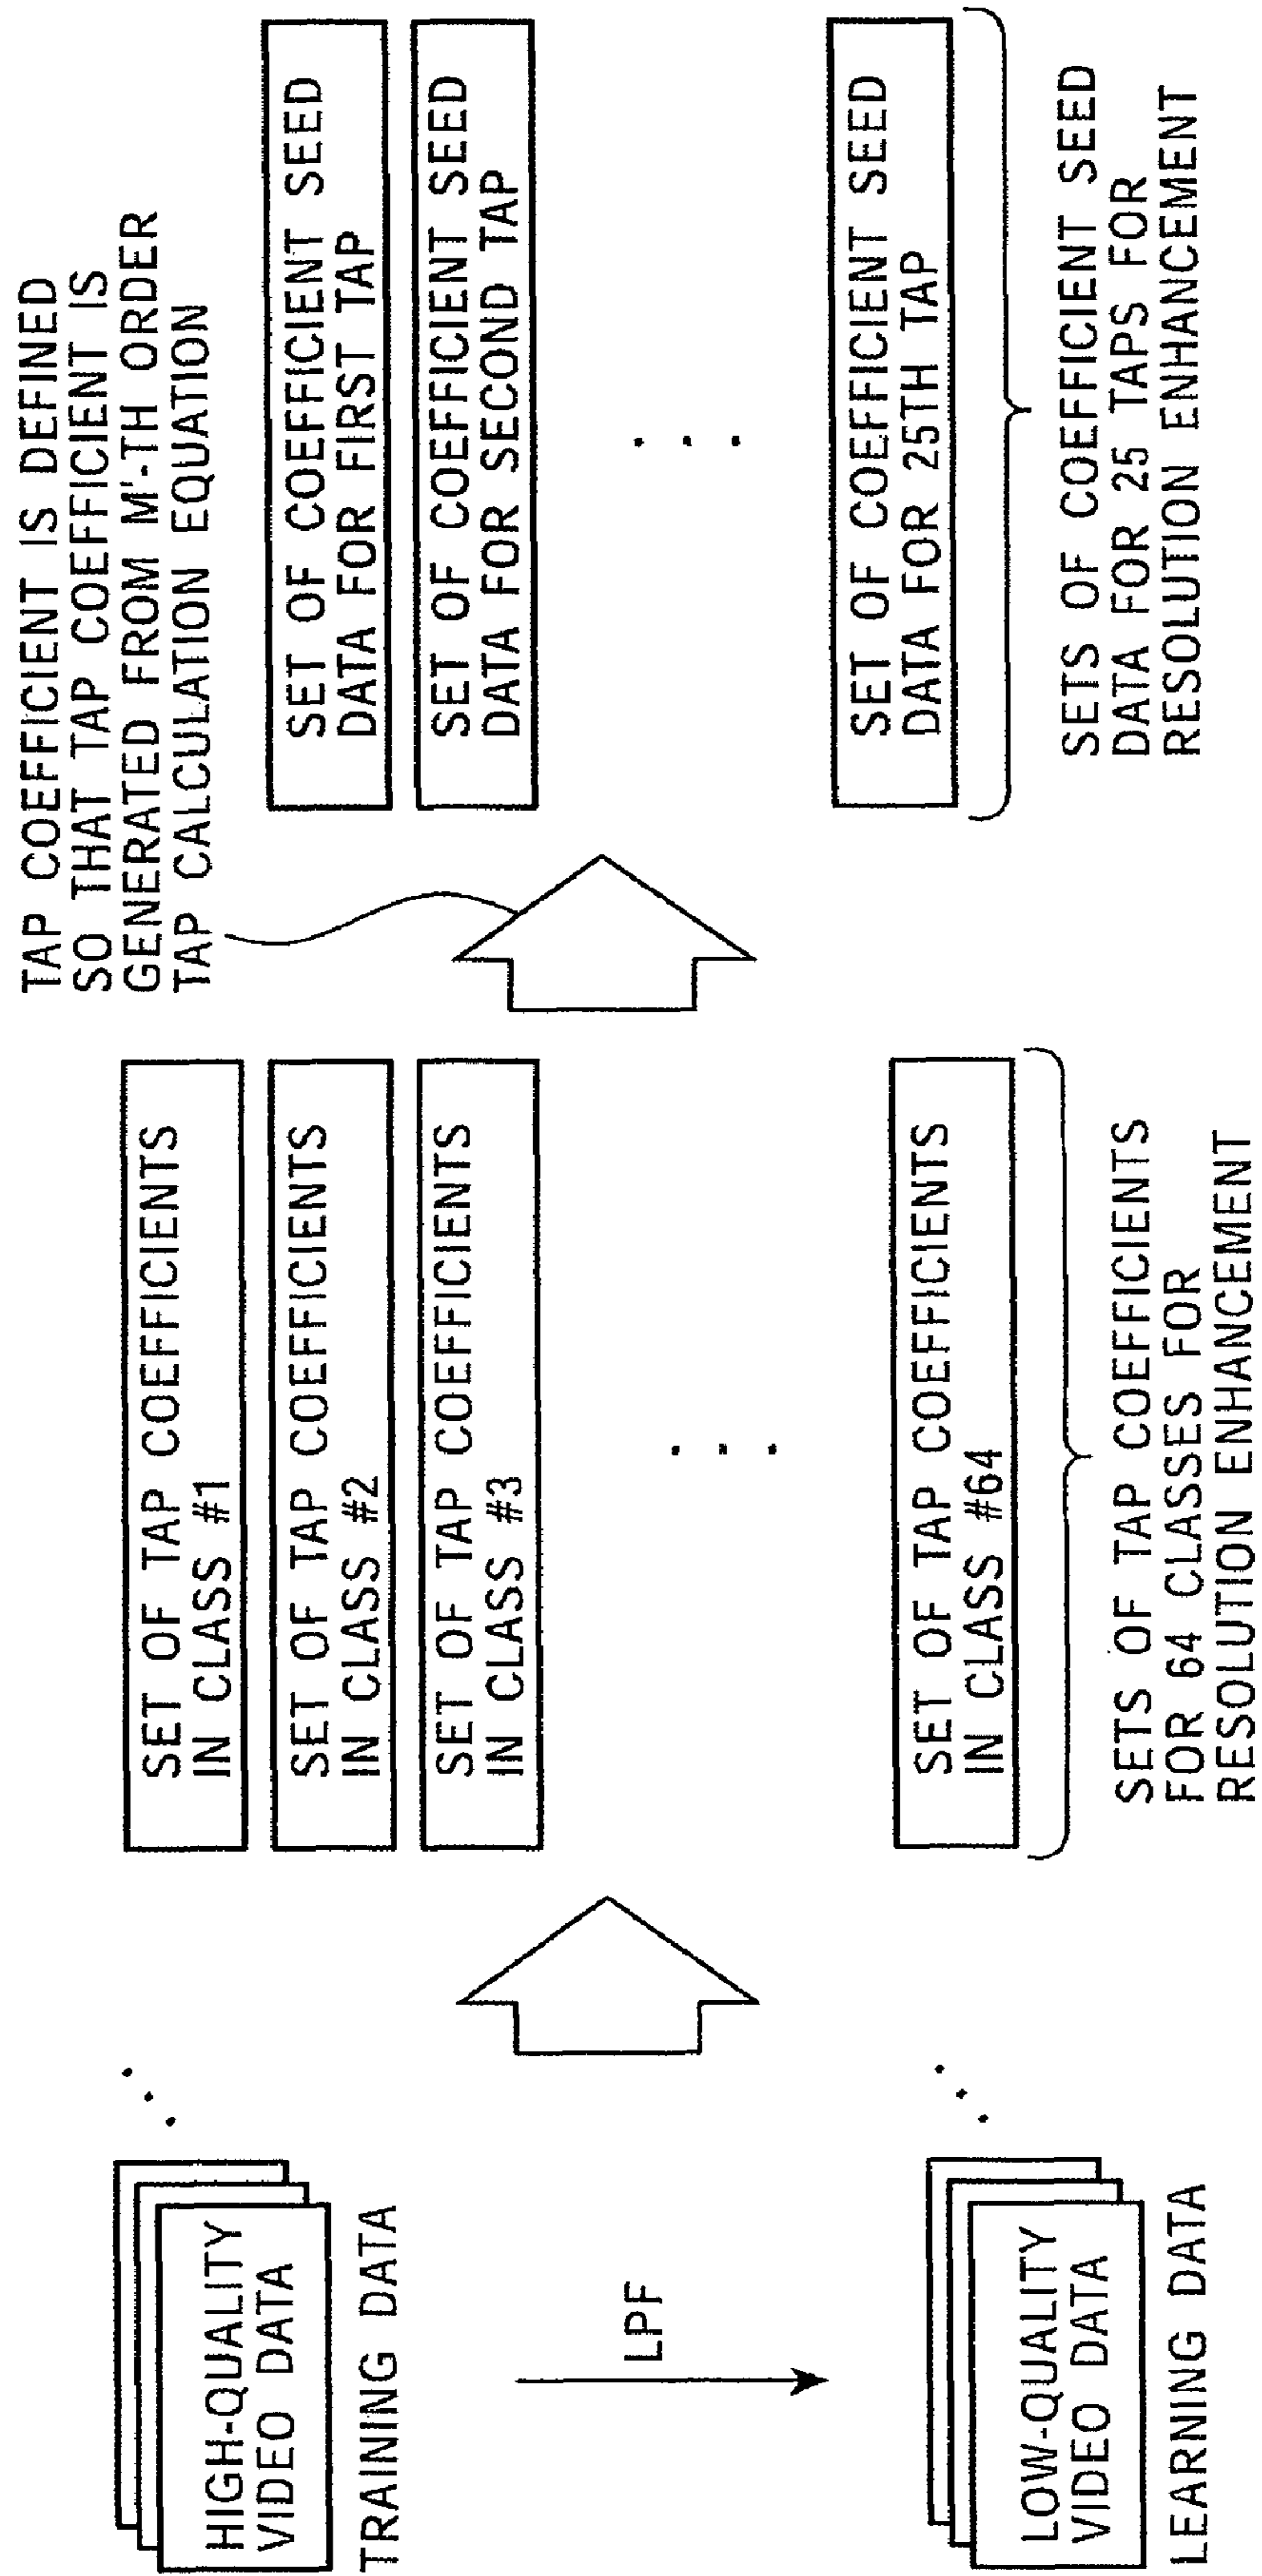 HIGH-QUALITY
VIDEO DATA
TRAINING DATA
LPF
LOW-QUALITY
VIDEO DATA
LEARNING DATA
SET OF TAP COEFFICIENTS
IN CLASS #1
SET OF TAP COEFFICIENTS
IN CLASS #2
SET OF TAP COEFFICIENTS
IN CLASS #3
SET OF TAP COEFFICIENTS
IN CLASS #64
SETS OF TAP COEFFICIENTS
FOR 64 CLASSES FOR
RESOLUTION ENHANCEMENT
TAP COEFFICIENT IS DEFINED
SO THAT TAP COEFFICIENT IS
GENERATED FROM M'-TH ORDER
TAP CALCULATION EQUATION
SET OF COEFFICIENT SEED
DATA FOR FIRST TAP
SET OF COEFFICIENT SEED
DATA FOR SECOND TAP
SET OF COEFFICIENT SEED
DATA FOR 25TH TAP
SETS OF COEFFICIENT SEED
DATA FOR 25 TAPS FOR
RESOLUTION ENHANCEMENT